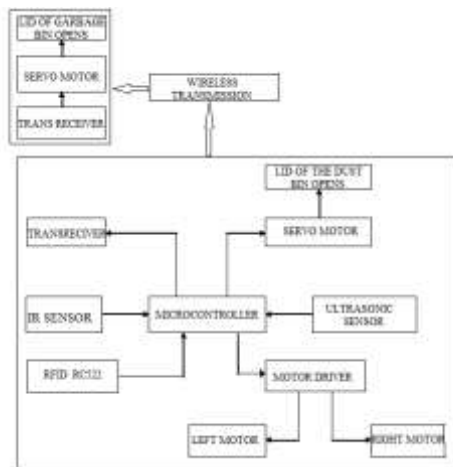 LID OF GARBAGE
BIN OPENS
SERVO MOTOR
TRANS RECEIVER
WIRELESS
TRANSMISSION
LID OF THE DUST
BIN OPENS
TRANSRECIVER
SERVO MOTOR
IR SENSOR
MICROCONTROLLER
ULTRASONIC
SENSOR
RFID RC522
MOTOR DRIVER
LEFT MOTOR
RIGHT MOTOR